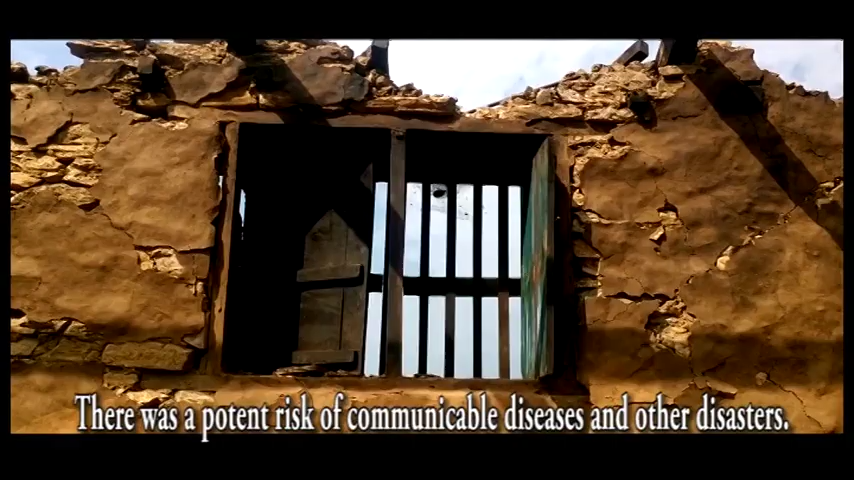 There was a potent risk of communicable diseases and other disasters.